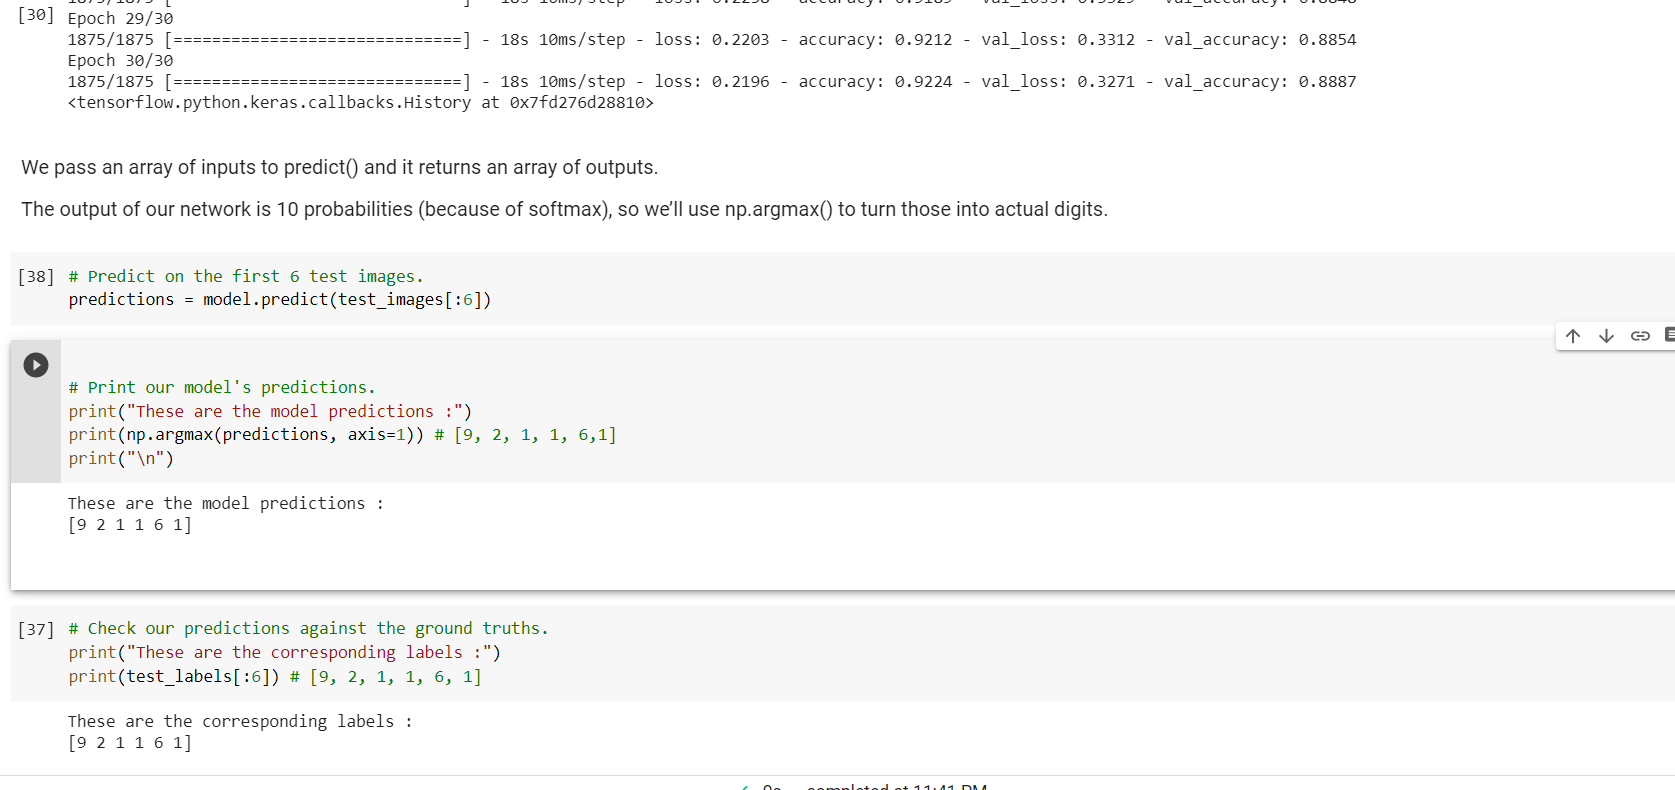 [30] Epoch 29/30
1875/1875 [==============================] - 18s 10ms/step - loss: 0.2203 - accuracy: 0.9212 - val_loss: 0.3312 - val_accuracy: 0.8854
Epoch 30/30
1875/1875 [==============================] - 18s 10ms/step - loss: 0.2196 - accuracy: 0.9224 - val_loss: 0.3271 - val_accuracy: 0.8887
<tensorflow.python.keras.callbacks.History at 0x7fd276d28810>
We pass an array of inputs to predict() and it returns an array of outputs.
The output of our network is 10 probabilities (because of softmax), so we’ll use np.argmax() to turn those into actual digits.
[38] # Predict on the first 6 test images.
predictions = model.predict(test_images[:6])
# Print our model's predictions.
print("These are the model predictions :")
print(np.argmax(predictions, axis=1)) # [9, 2, 1, 1, 6,1]
print("\n")
These are the model predictions :
[9 2 1 1 6 1]
[37] # Check our predictions against the ground truths.
print("These are the corresponding labels :")
print(test_labels[:6]) # [9, 2, 1, 1, 6, 1]
These are the corresponding labels :
[9 2 1 1 6 1]
completed at 11:41 PM